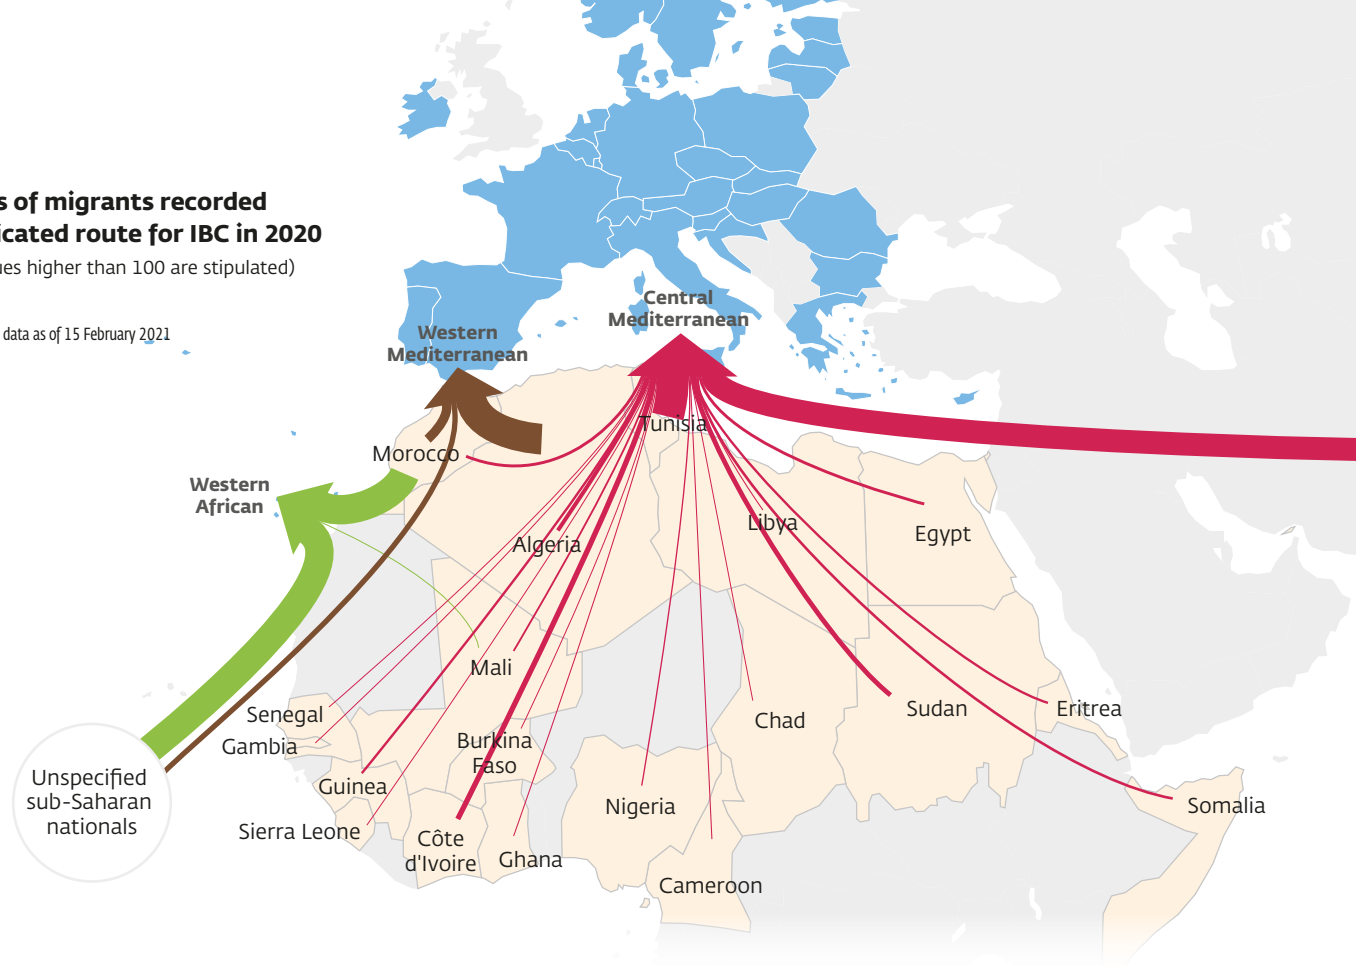 s of migrants recorded
icated route for IBC in 2020
ues higher than 100 are stipulated)
data as of 15 February 2021
Central
Mediterranean
Western
Mediterranean
Tunisia
Morocco
Western
African
Libya
Egypt
Algeria
Mali
Senegal
Gambia
Chad
Sudan
Eritrea
Burkina
Faso
Unspecified
sub-Saharan
nationals
Guinea
Nigeria
Somalia
Sierra Leone
Côte
d'Ivoire
Ghana
Cameroon